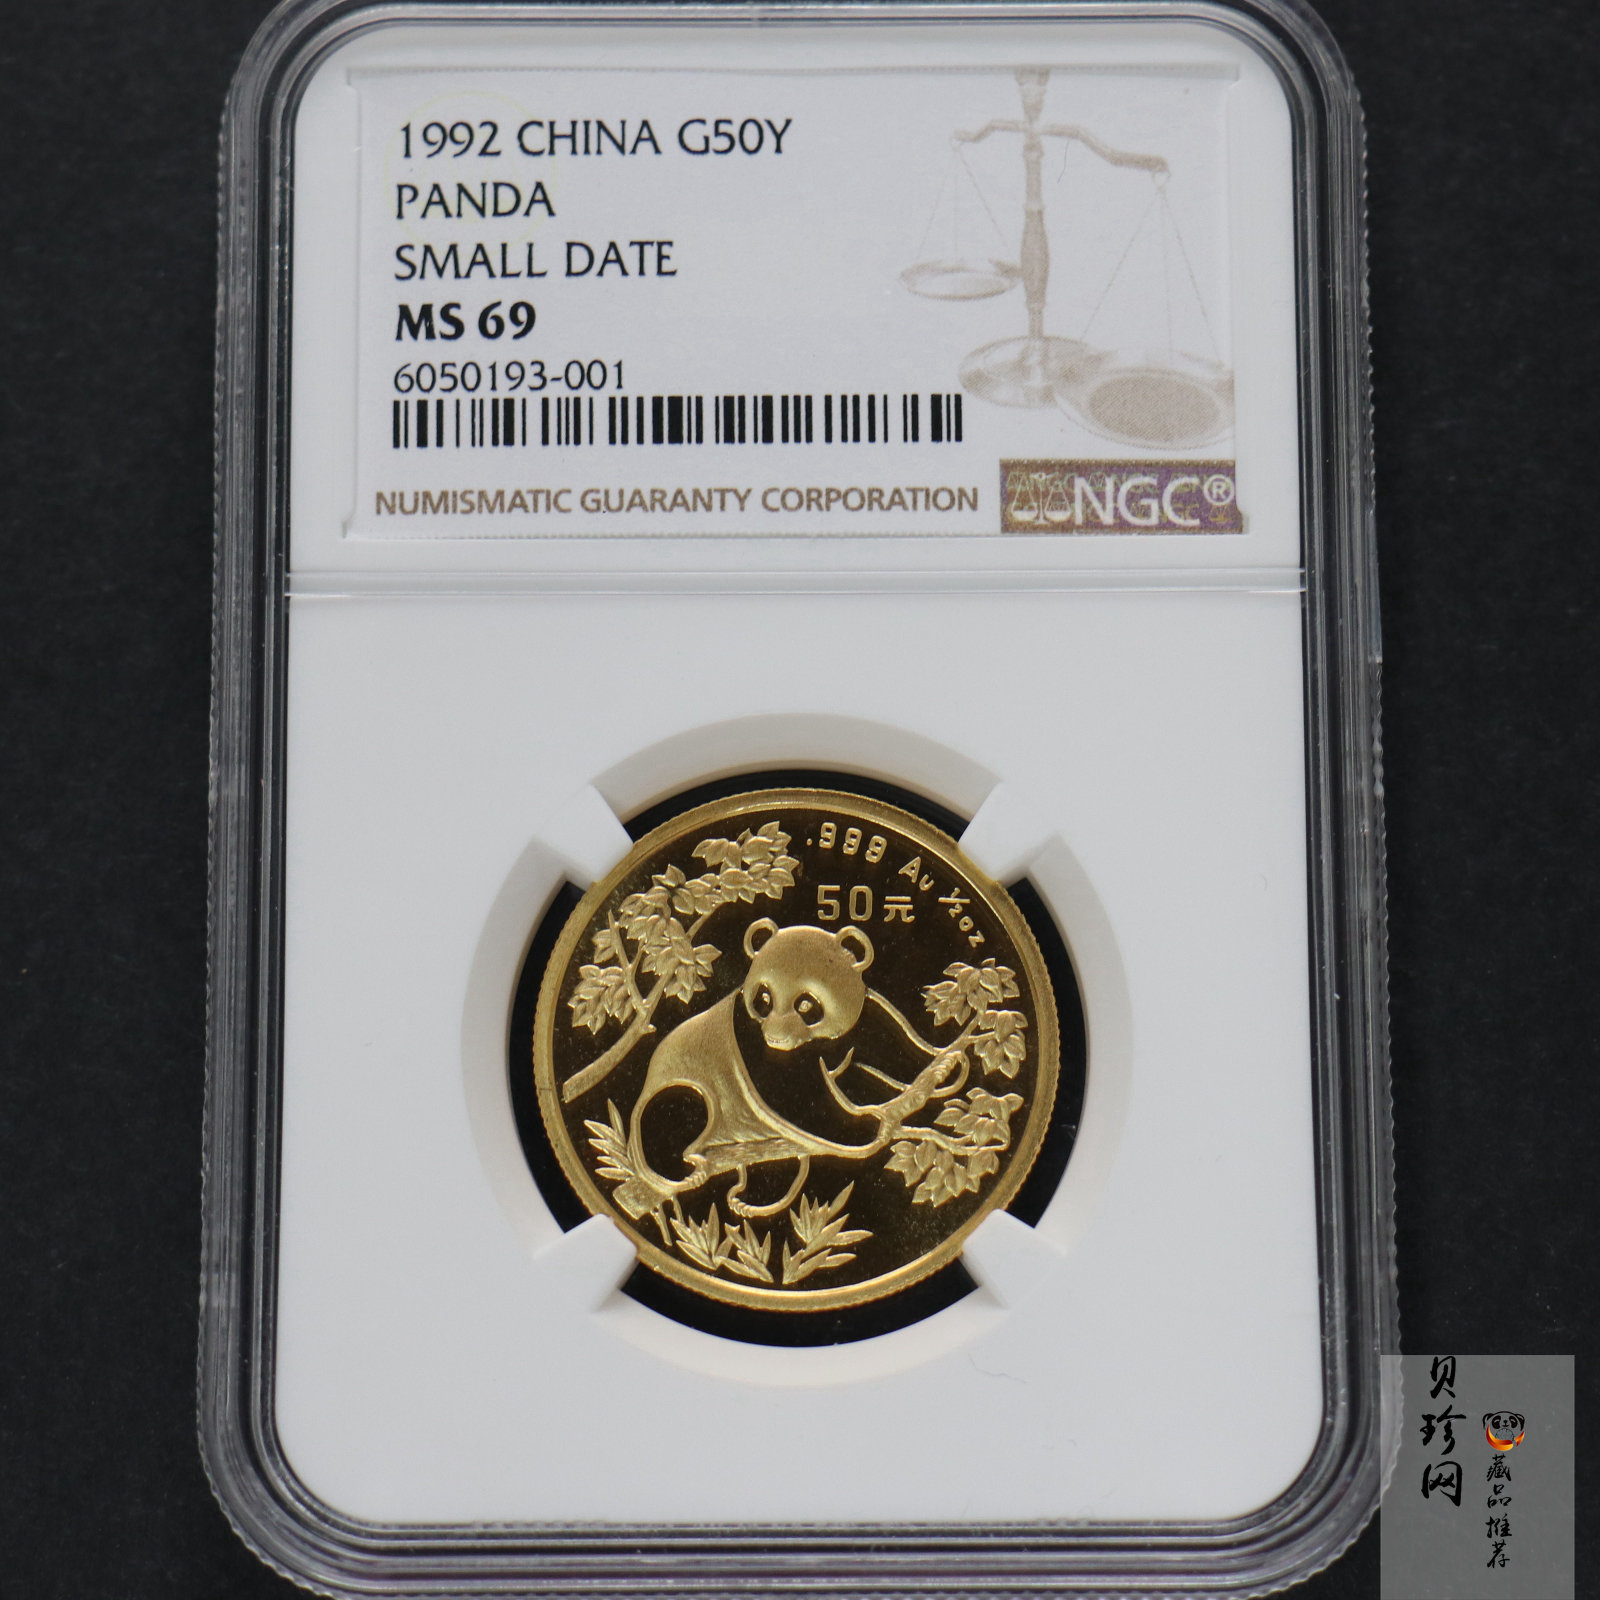 1992 CHINA G50Y
PANDA
SMALL DATE
MS 69
6050193-001
NUMISMATIC GUARANTY CORPORATION
NGC®
.999 Au 1/2oz
50元
贝珍网
藏品推荐